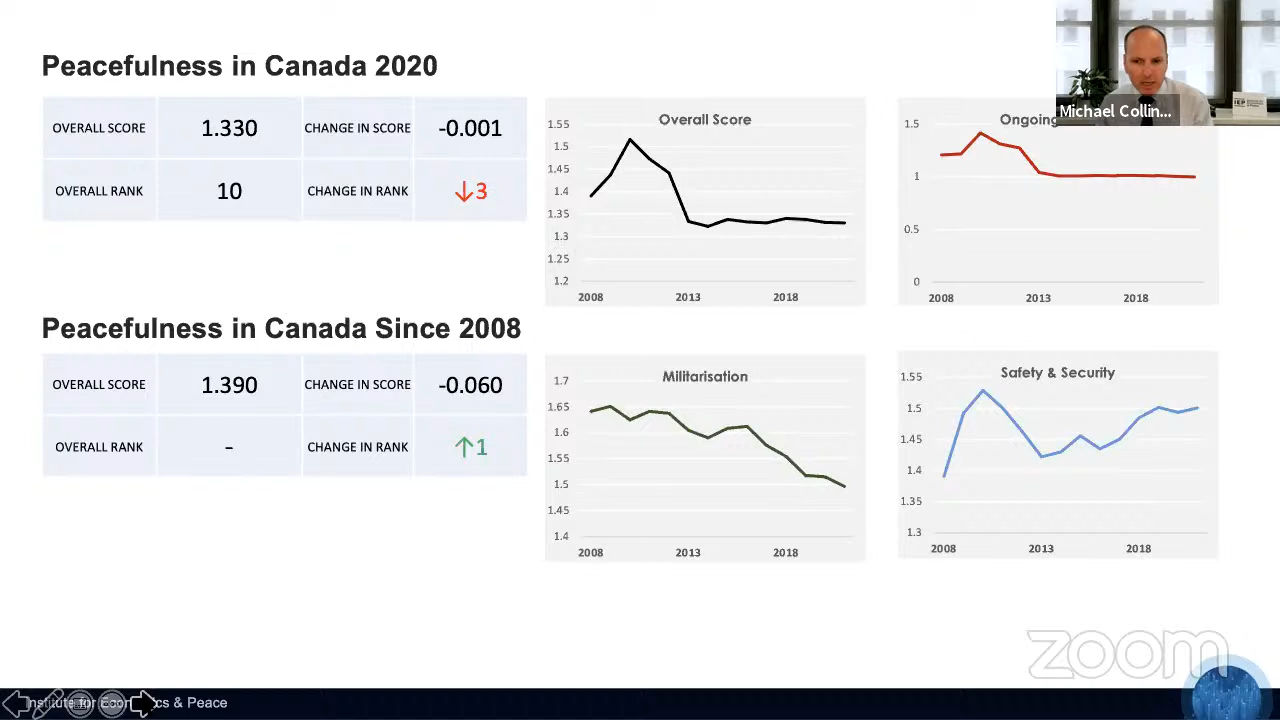 Peacefulness in Canada 2020
OVERALL SCORE 1.330 CHANGE IN SCORE -0.001
OVERALL RANK 10 CHANGE IN RANK ↓3
Peacefulness in Canada Since 2008
OVERALL SCORE 1.390 CHANGE IN SCORE -0.060
OVERALL RANK - CHANGE IN RANK ↑1
Overall Score
1.55
1.5
1.45
1.4
1.35
1.3
1.25
1.2
2008 2013 2018
Ongoing
1.5
1
0.5
0
2008 2013 2018
Michael Collin...
IEP
Militarisation
1.7
1.65
1.6
1.55
1.5
1.45
1.4
2008 2013 2018
Safety & Security
1.55
1.5
1.45
1.4
1.35
1.3
2008 2013 2018
zoom
Institute for Econ cs & Peace